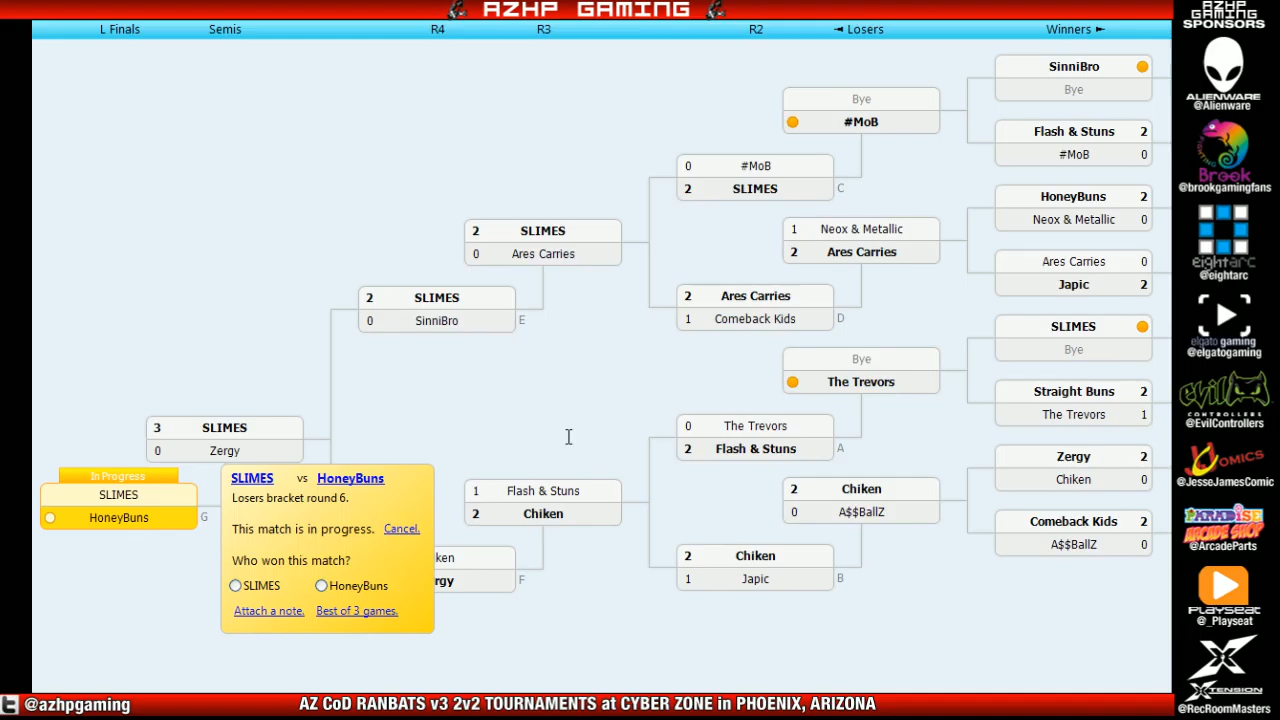 AZHP GAMING
L Finals
Semis
R4
R3
R2
◄ Losers
Winners ►
SinniBro
Bye
Flash & Stuns 2
#MoB 0
HoneyBuns 2
Neox & Metallic 0
Ares Carries 0
Japic 2
SLIMES
Bye
Straight Buns 2
The Trevors 1
Zergy 2
Chiken 0
Comeback Kids 2
A$$BallZ 0
Bye
#MoB
0 #MoB
2 SLIMES
C
1 Neox & Metallic
2 Ares Carries
2 Ares Carries
1 Comeback Kids
D
Bye
The Trevors
0 The Trevors
2 Flash & Stuns
A
2 Chiken
0 A$$BallZ
2 Chiken
1 Japic
B
2 SLIMES
0 Ares Carries
2 SLIMES
0 SinniBro
E
1 Flash & Stuns
2 Chiken
ken
rgy
F
3 SLIMES
0 Zergy
In Progress
SLIMES
HoneyBuns
G
SLIMES vs HoneyBuns
Losers bracket round 6.
This match is in progress. Cancel.
Who won this match?
SLIMES HoneyBuns
Attach a note. Best of 3 games.
AZHP
GAMING
SPONSORS
ALIENWARE
@Alienware
Brook
@brookgamingfans
eightarc
@eightarc
elgato gaming
@elgatogaming
EVIL
CONTROLLERS
@EvilControllers
COMICS
@JesseJamesComic
PARADISE
ARCADE SHOP
@ArcadeParts
PLAYSEAT
@_Playseat
XTENSION
@RecRoomMasters
@azhpgaming
AZ CoD RANBATS v3 2v2 TOURNAMENTS at CYBER ZONE in PHOENIX, ARIZONA